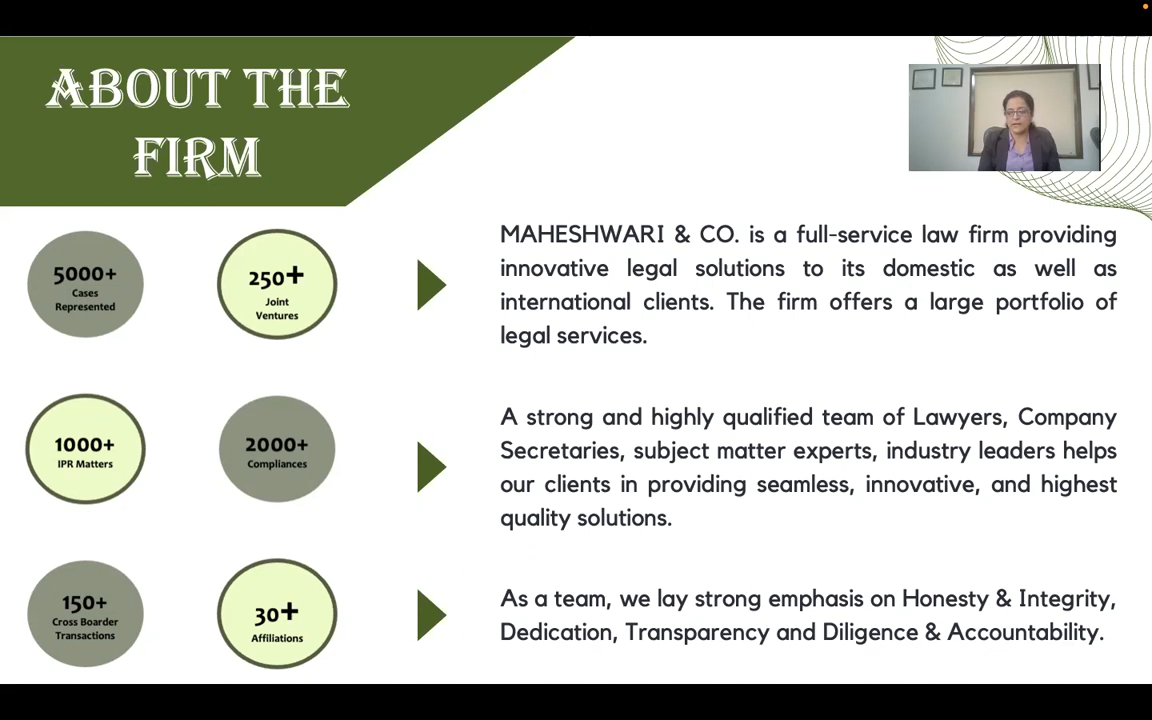 ABOUT THE
FIRM
5000+
Cases
Represented
250+
Joint
Ventures
1000+
IPR Matters
2000+
Compliances
150+
Cross Boarder
Transactions
30+
Affiliations
MAHESHWARI & CO. is a full-service law firm providing
innovative legal solutions to its domestic as well as
international clients. The firm offers a large portfolio of
legal services.
A strong and highly qualified team of Lawyers, Company
Secretaries, subject matter experts, industry leaders helps
our clients in providing seamless, innovative, and highest
quality solutions.
As a team, we lay strong emphasis on Honesty & Integrity,
Dedication, Transparency and Diligence & Accountability.